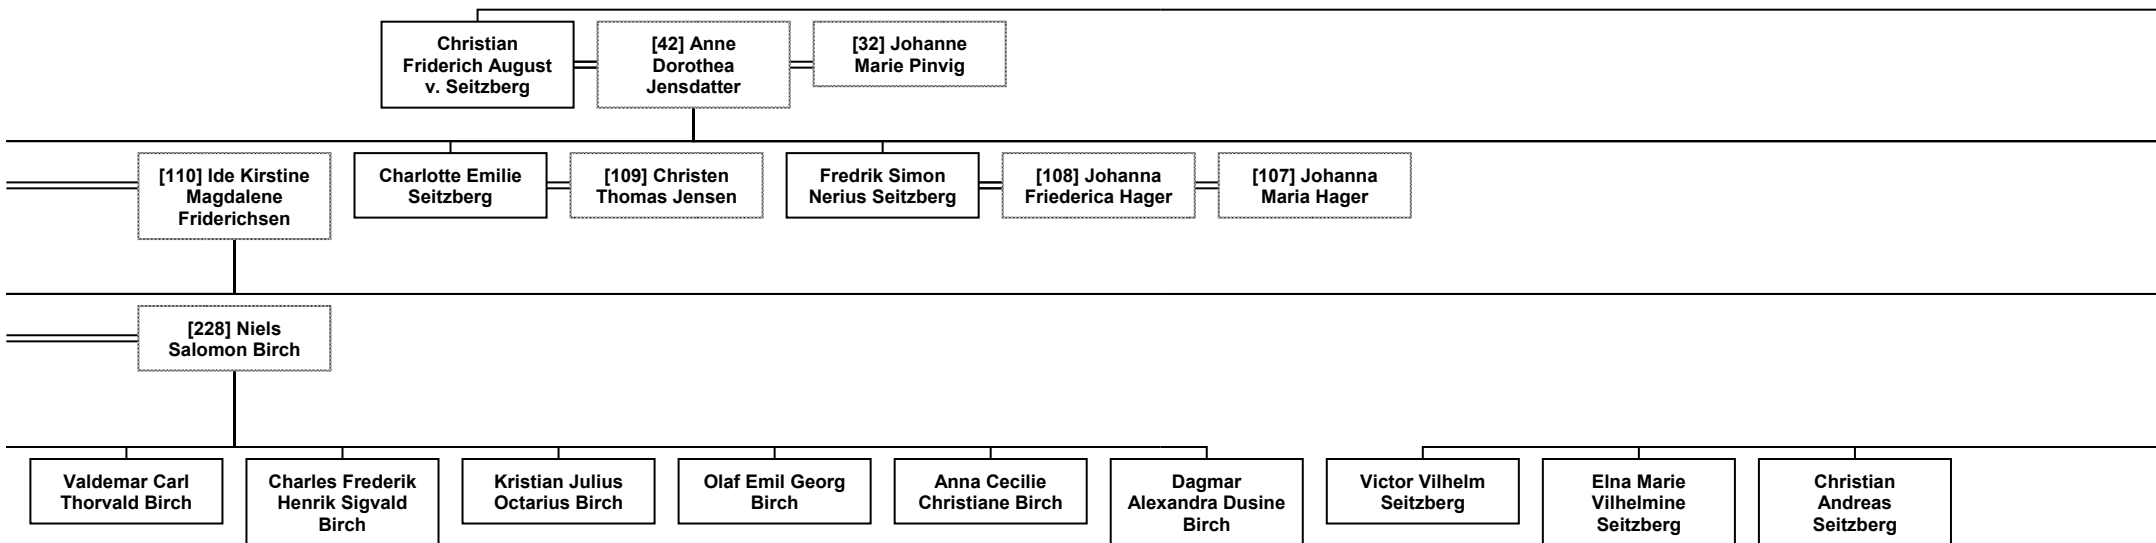 Christian
Friderich August
v. Seitzberg
[42] Anne
Dorothea
Jensdatter
[32] Johanne
Marie Pinvig
[110] Ide Kirstine
Magdalene
Friderichsen
Charlotte Emilie
Seitzberg
[109] Christen
Thomas Jensen
Fredrik Simon
Nerius Seitzberg
[108] Johanna
Friederica Hager
[107] Johanna
Maria Hager
[228] Niels
Salomon Birch
Valdemar Carl
Thorvald Birch
Charles Frederik
Henrik Sigvald
Birch
Kristian Julius
Octarius Birch
Olaf Emil Georg
Birch
Anna Cecilie
Christiane Birch
Dagmar
Alexandra Dusine
Birch
Victor Vilhelm
Seitzberg
Elna Marie
Vilhelmine
Seitzberg
Christian
Andreas
Seitzberg